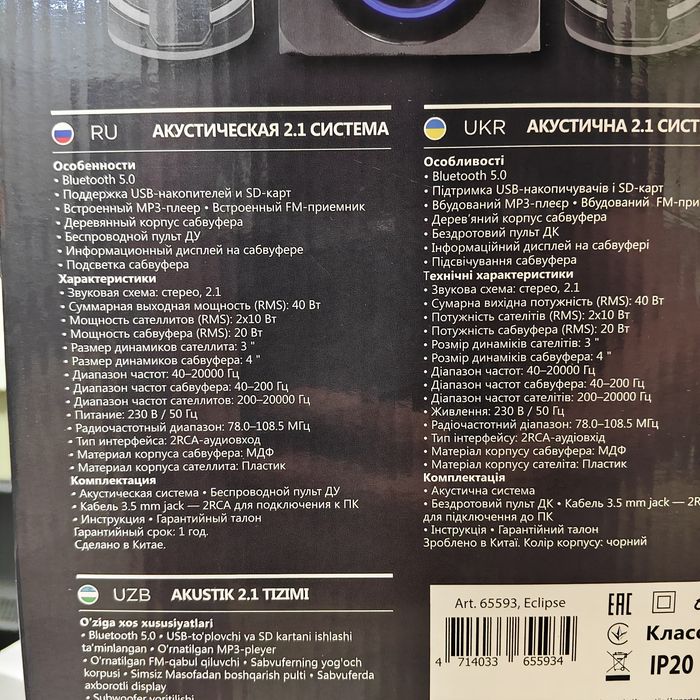 RU АКУСТИЧЕСКАЯ 2.1 СИСТЕМА
Особенности
• Bluetooth 5.0
• Поддержка USB-накопителей и SD-карт
• Встроенный MP3-плеер • Встроенный FM-приемник
• Деревянный корпус сабвуфера
• Беспроводной пульт ДУ
• Информационный дисплей на сабвуфере
• Подсветка сабвуфера
Характеристики
• Звуковая схема: стерео, 2.1
• Суммарная выходная мощность (RMS): 40 Вт
• Мощность сателлитов (RMS): 2x10 Вт
• Мощность сабвуфера (RMS): 20 Вт
• Размер динамиков сателлита: 3 "
• Размер динамиков сабвуфера: 4 "
• Диапазон частот: 40–20000 Гц
• Диапазон частот сабвуфера: 40–200 Гц
• Диапазон частот сателлитов: 200–20000 Гц
• Питание: 230 В / 50 Гц
• Радиочастотный диапазон: 78.0–108.5 МГц
• Тип интерфейса: 2RCA-аудиовход
• Материал корпуса сабвуфера: МДФ
• Материал корпуса сателлита: Пластик
Комплектация
• Акустическая система • Беспроводной пульт ДУ
• Кабель 3.5 mm jack — 2RCA для подключения к ПК
• Инструкция • Гарантийный талон
Гарантийный срок: 1 год.
Сделано в Китае.
UKR АКУСТИЧНА 2.1 СИСТ
Особливості
• Bluetooth 5.0
• Підтримка USB-накопичувачів і SD-карт
• Вбудований MP3-плеєр • Вбудований FM-при
• Дерев'яний корпус сабвуфера
• Бездротовий пульт ДК
• Інформаційний дисплей на сабвуфері
• Підсвічування сабвуфера
Технічні характеристики
• Звукова схема: стерео, 2.1
• Сумарна вихідна потужність (RMS): 40 Вт
• Потужність сателітів (RMS): 2x10 Вт
• Потужність сабвуфера (RMS): 20 Вт
• Розмір динаміків сателітів: 3 "
• Розмір динаміків сабвуфера: 4 "
• Діапазон частот: 40–20000 Гц
• Діапазон частот сабвуфера: 40–200 Гц
• Діапазон частот сателітів: 200–20000 Гц
• Живлення: 230 В / 50 Гц
• Радіочастотний діапазон: 78.0–108.5 МГц
• Тип інтерфейсу: 2RCA-аудіовхід
• Матеріал корпусу сабвуфера: МДФ
• Матеріал корпусу сателіта: Пластик
Комплектація
• Акустична система
• Бездротовий пульт ДК • Кабель 3.5 mm jack — 2R
для підключення до ПК
• Інструкція • Гарантійний талон
Зроблено в Китаї. Колір корпусу: чорний
UZB AKUSTIK 2.1 TIZIMI
O'ziga xos xususiyatlari
• Bluetooth 5.0 • USB-to'plovchi va SD kartani ishlashi
ta'minlangan • O'rnatilgan MP3-pleyer
• O'rnatilgan FM-qabul qiluvchi • Sabvuferning yog'och
korpusi • Simsiz Masofadan boshqarish pulti • Sabvuferda
axborotli display
• Subwoofer yoritilishi
Art. 65593, Eclipse
4 714033 655934
EAC
Класс
IP20